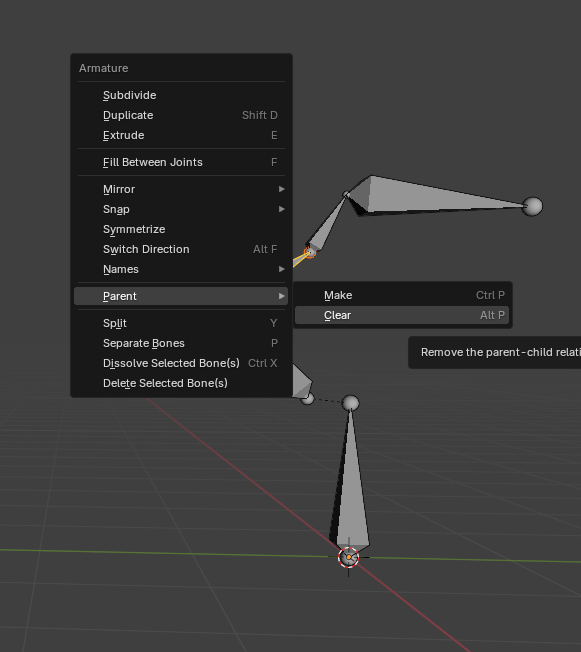 Armature
Subdivide
Duplicate Shift D
Extrude E
Fill Between Joints F
Mirror
Snap
Symmetrize
Switch Direction Alt F
Names
Parent
Make Ctrl P
Clear Alt P
Split Y
Separate Bones P
Remove the parent-child relati
Dissolve Selected Bone(s) Ctrl X
Delete Selected Bone(s)